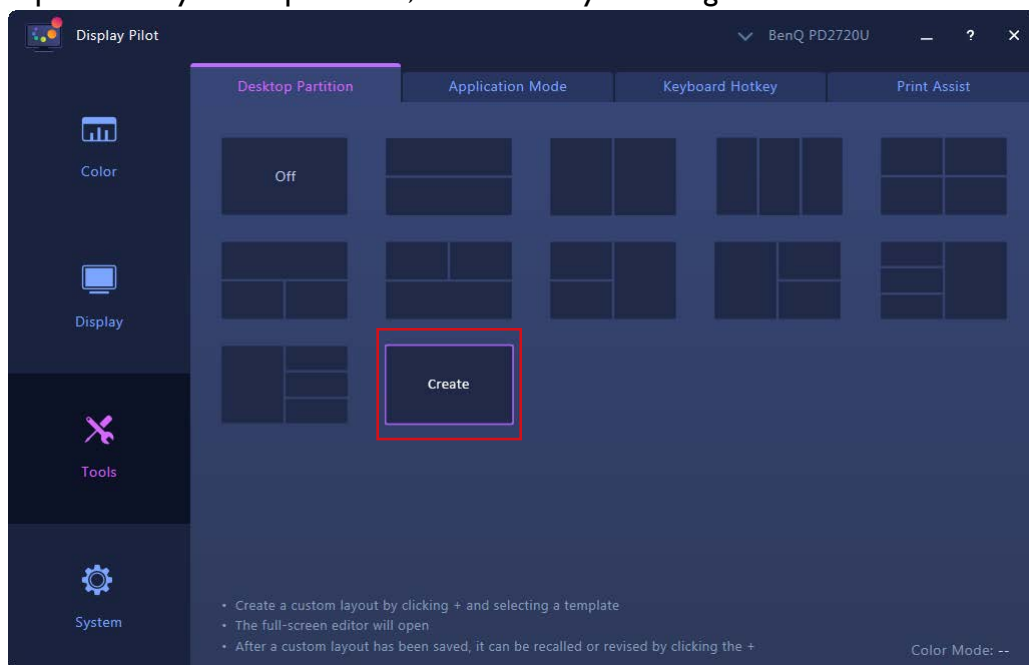 Display Pilot
BenQ PD2720U
?
Desktop Partition
Application Mode
Keyboard Hotkey
Print Assist
Color
Off
Display
Create
Tools
System
• Create a custom layout by clicking + and selecting a template
• The full-screen editor will open
• After a custom layout has been saved, it can be recalled or revised by clicking the +
Color Mode: --